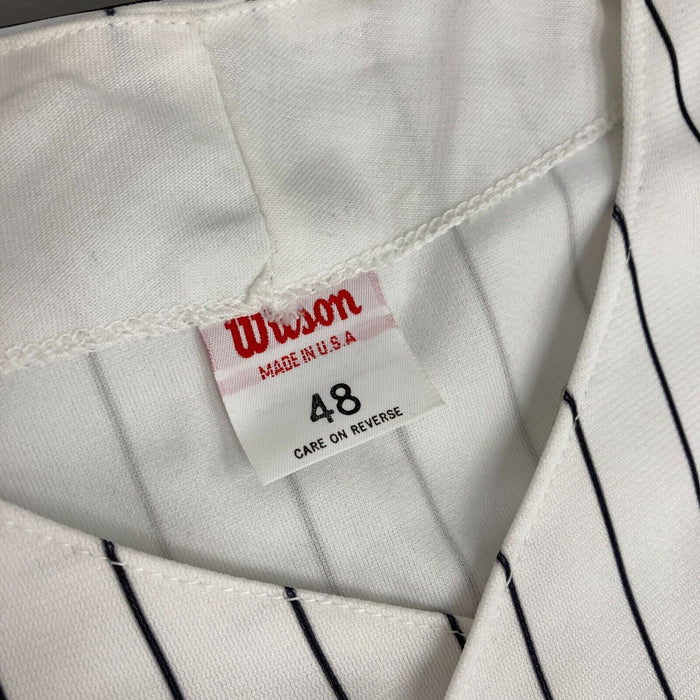 Wilson
MADE IN U.S.A
48
CARE ON REVERSE